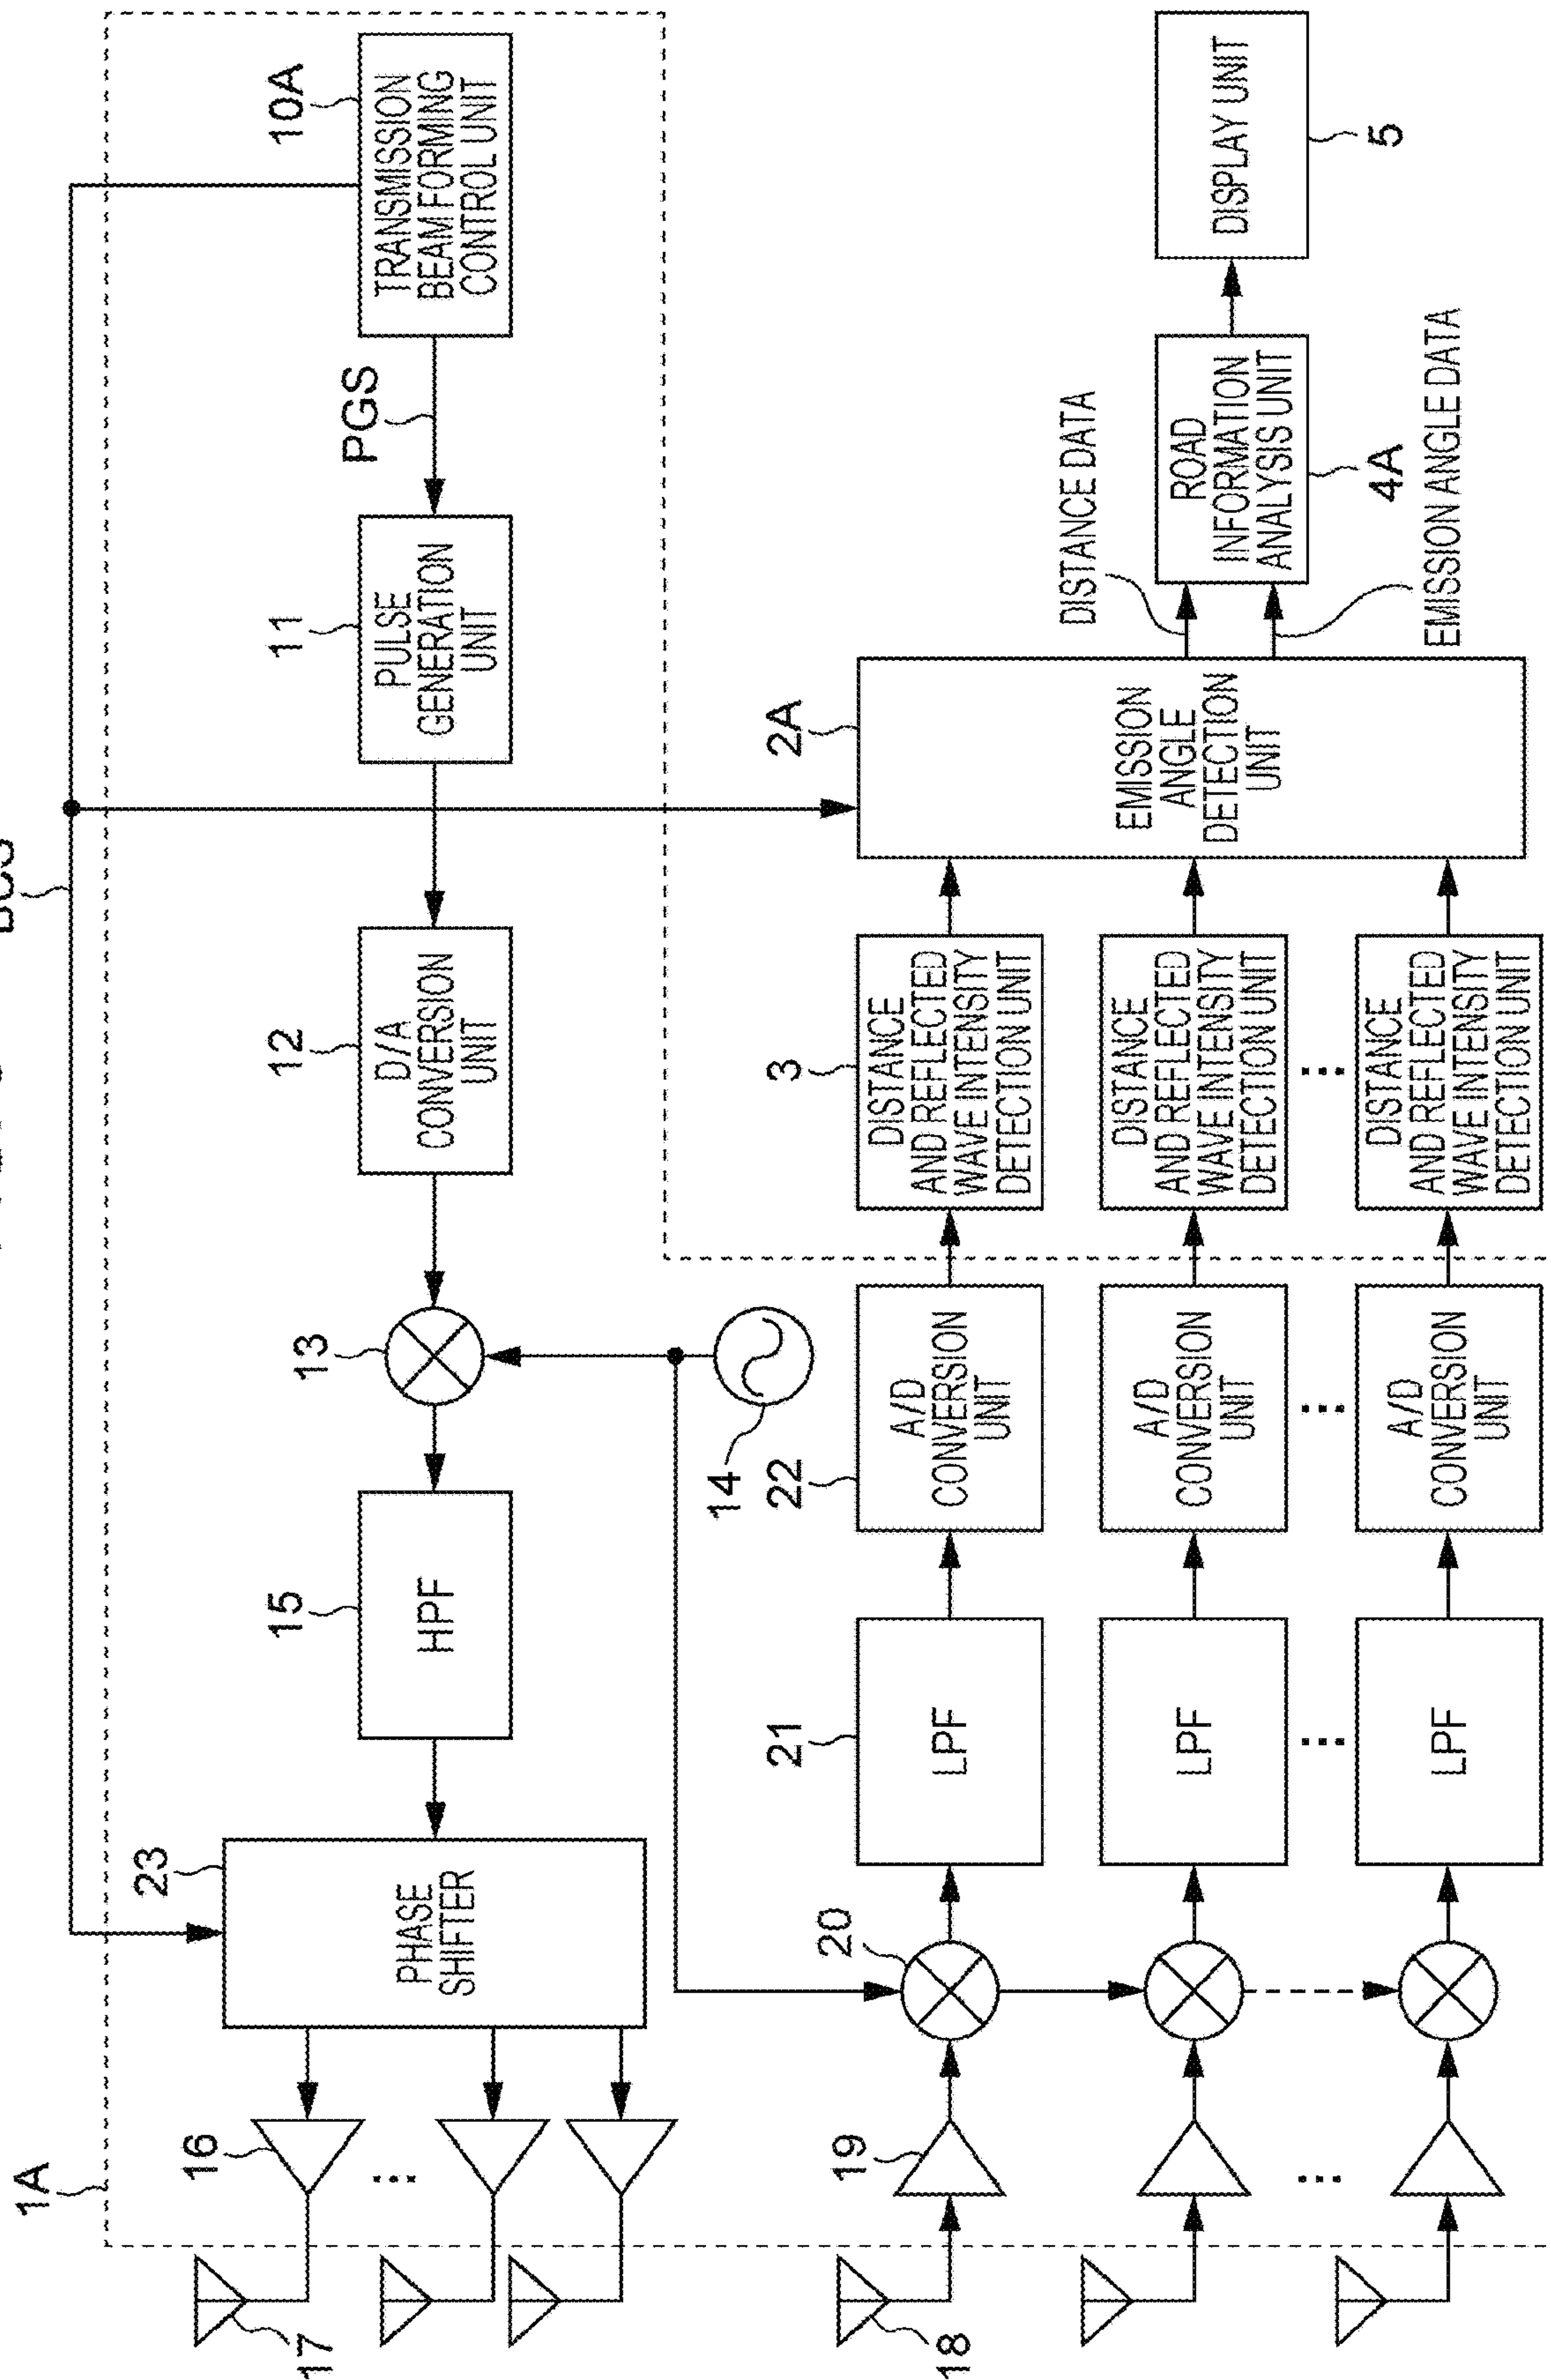 1A
17
16
23
PHASE
SHIFTER
15
HPF
13
14
12
D/A
CONVERSION
UNIT
11
PULSE
GENERATION
UNIT
PGS
10A
TRANSMISSION
BEAM FORMING
CONTROL UNIT
18
19
20
21
LPF
22
A/D
CONVERSION
UNIT
3
DISTANCE
AND REFLECTED
WAVE INTENSITY
DETECTION UNIT
LPF
A/D
CONVERSION
UNIT
DISTANCE
AND REFLECTED
WAVE INTENSITY
DETECTION UNIT
...
...
...
...
...
LPF
A/D
CONVERSION
UNIT
DISTANCE
AND REFLECTED
WAVE INTENSITY
DETECTION UNIT
2A
EMISSION
ANGLE
DETECTION
UNIT
DISTANCE DATA
EMISSION ANGLE DATA
ROAD
INFORMATION
ANALYSIS UNIT
4A
DISPLAY UNIT
5